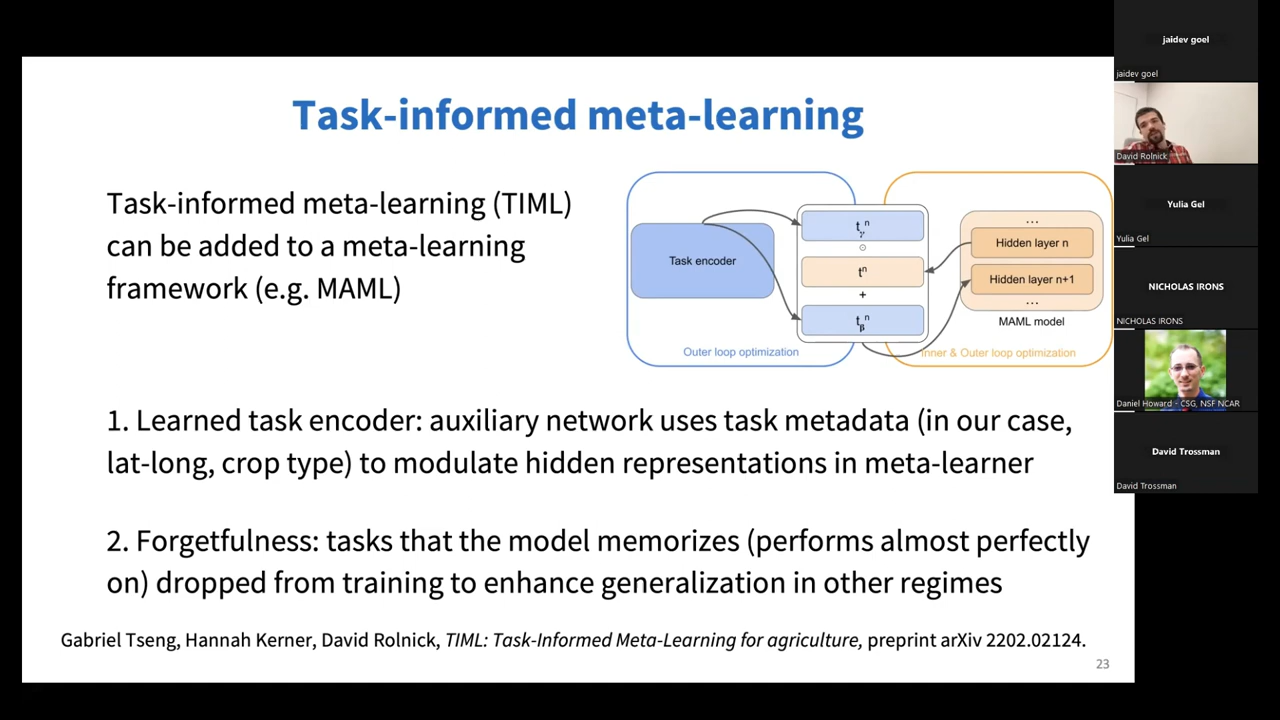 Task-informed meta-learning
Task-informed meta-learning (TIML)
can be added to a meta-learning
framework (e.g. MAML)
Task encoder
Outer loop optimization
tγⁿ
⊙
tⁿ
+
tβⁿ
...
Hidden layer n
Hidden layer n+1
...
MAML model
Inner & Outer loop optimization
1. Learned task encoder: auxiliary network uses task metadata (in our case,
lat-long, crop type) to modulate hidden representations in meta-learner
2. Forgetfulness: tasks that the model memorizes (performs almost perfectly
on) dropped from training to enhance generalization in other regimes
Gabriel Tseng, Hannah Kerner, David Rolnick, TIML: Task-Informed Meta-Learning for agriculture, preprint arXiv 2202.02124.
23
jaidev goel
jaidev goel
David Rolnick
Yulia Gel
Yulia Gel
NICHOLAS IRONS
NICHOLAS IRONS
Daniel Howard - CSG, NSF NCAR
David Trossman
David Trossman